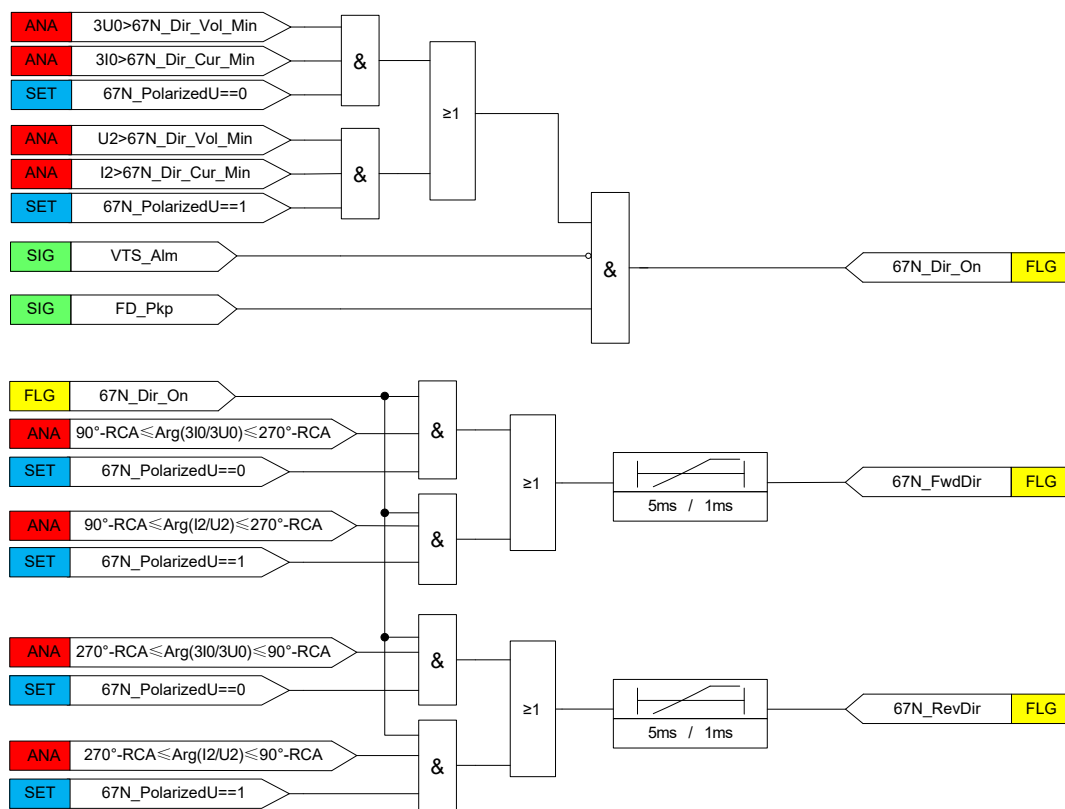 ANA 3U0>67N_Dir_Vol_Min
ANA 3I0>67N_Dir_Cur_Min
SET 67N_PolarizedU==0
&
≥1
ANA U2>67N_Dir_Vol_Min
ANA I2>67N_Dir_Cur_Min
SET 67N_PolarizedU==1
&
SIG VTS_Alm
SIG FD_Pkp
&
67N_Dir_On FLG
FLG 67N_Dir_On
ANA 90°-RCA≤Arg(3I0/3U0)≤270°-RCA
SET 67N_PolarizedU==0
&
≥1
5ms / 1ms
67N_FwdDir FLG
ANA 90°-RCA≤Arg(I2/U2)≤270°-RCA
SET 67N_PolarizedU==1
&
ANA 270°-RCA≤Arg(3I0/3U0)≤90°-RCA
SET 67N_PolarizedU==0
&
≥1
5ms / 1ms
67N_RevDir FLG
ANA 270°-RCA≤Arg(I2/U2)≤90°-RCA
SET 67N_PolarizedU==1
&